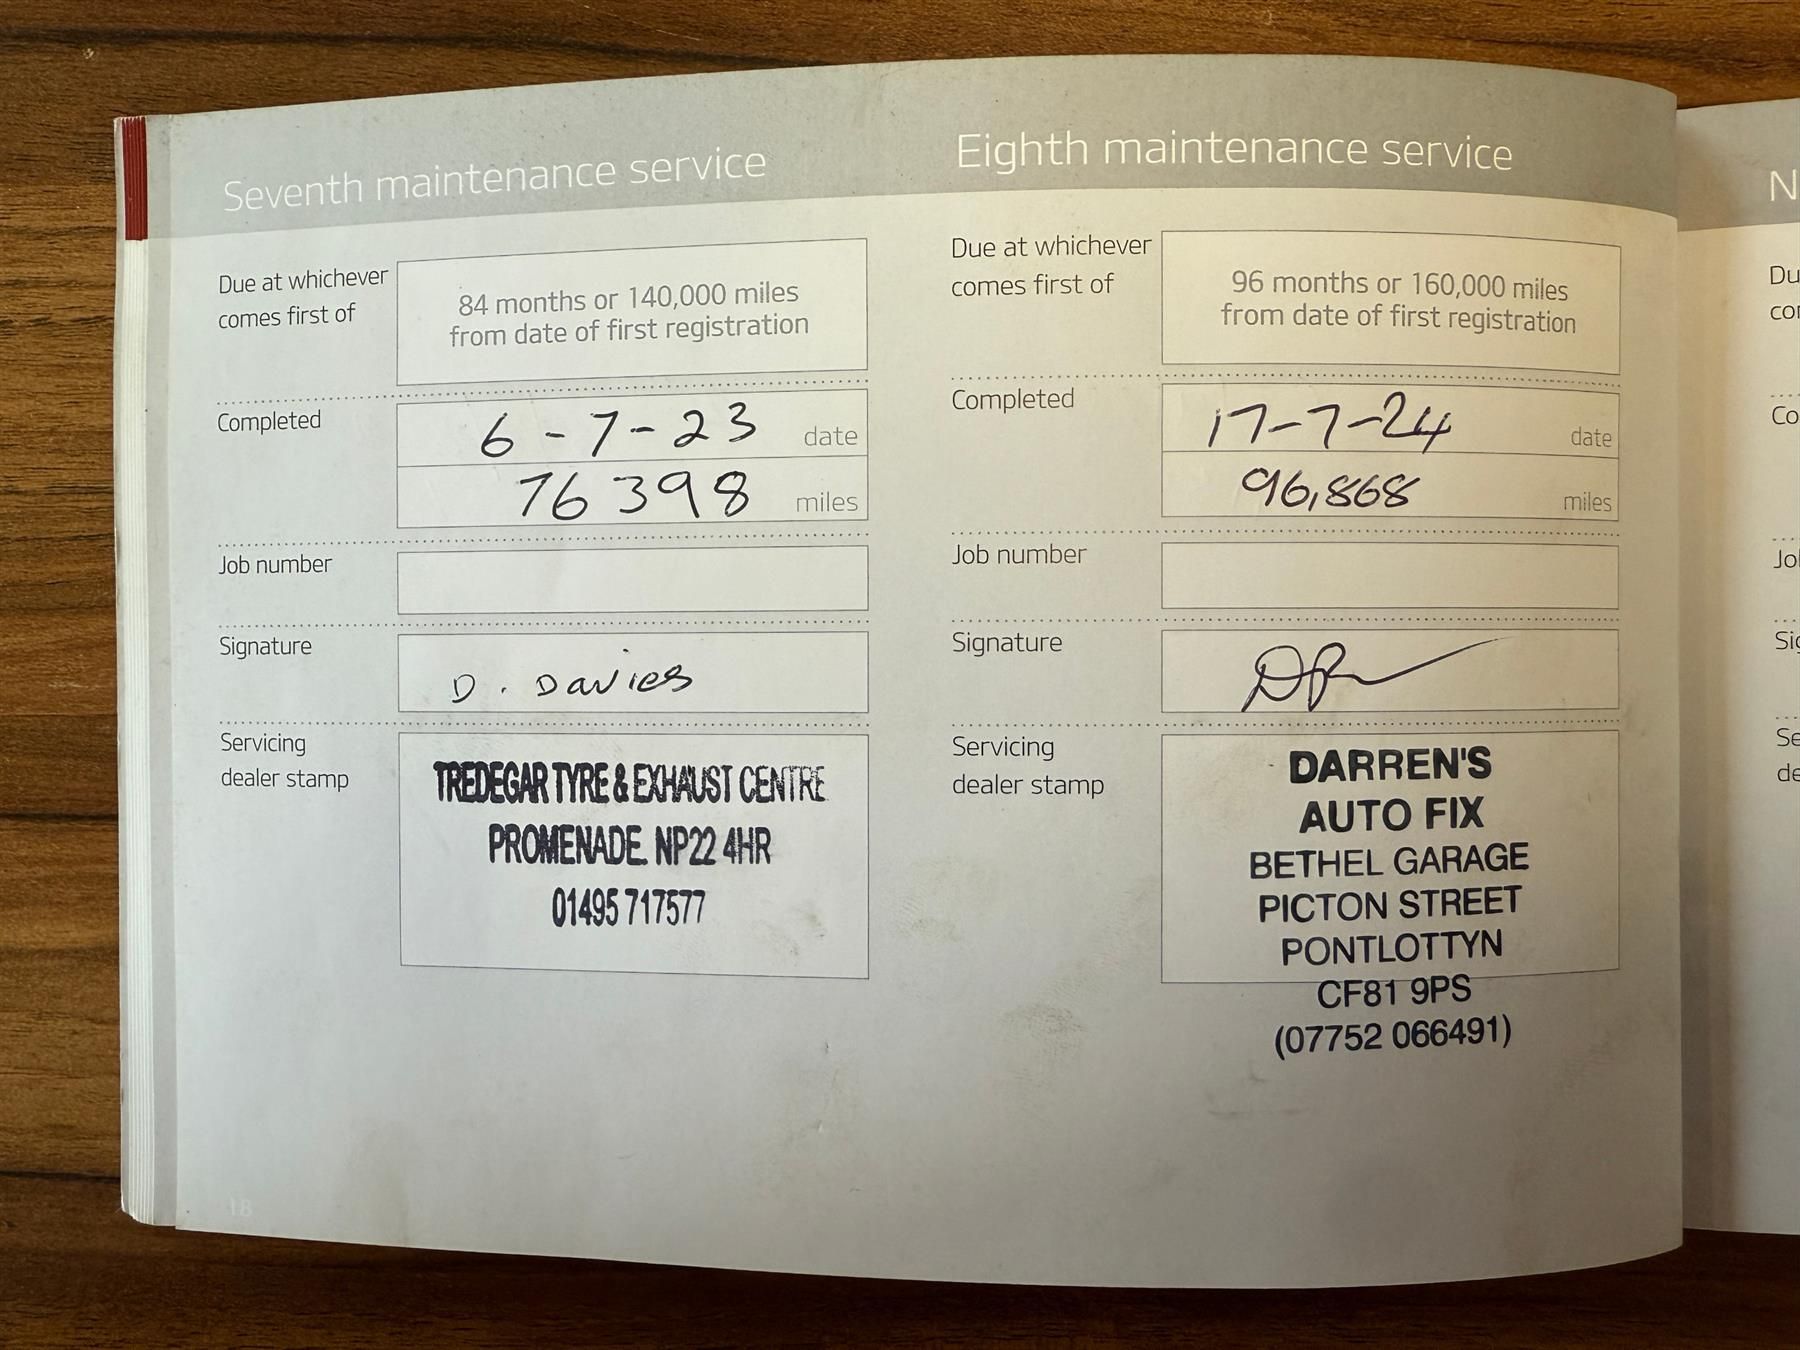 Seventh maintenance service
Due at whichever
comes first of
84 months or 140,000 miles
from date of first registration
Completed
6-7-23 date
76398 miles
Job number
Signature
D. Davies
Servicing
dealer stamp
TREDEGAR TYRE & EXHAUST CENTRE
PROMENADE. NP22 4HR
01495 717577
18
Eighth maintenance service
Due at whichever
comes first of
96 months or 160,000 miles
from date of first registration
Completed
17-7-24 date
96,868 miles
Job number
Signature
Servicing
dealer stamp
DARREN'S
AUTO FIX
BETHEL GARAGE
PICTON STREET
PONTLOTTYN
CF81 9PS
(07752 066491)